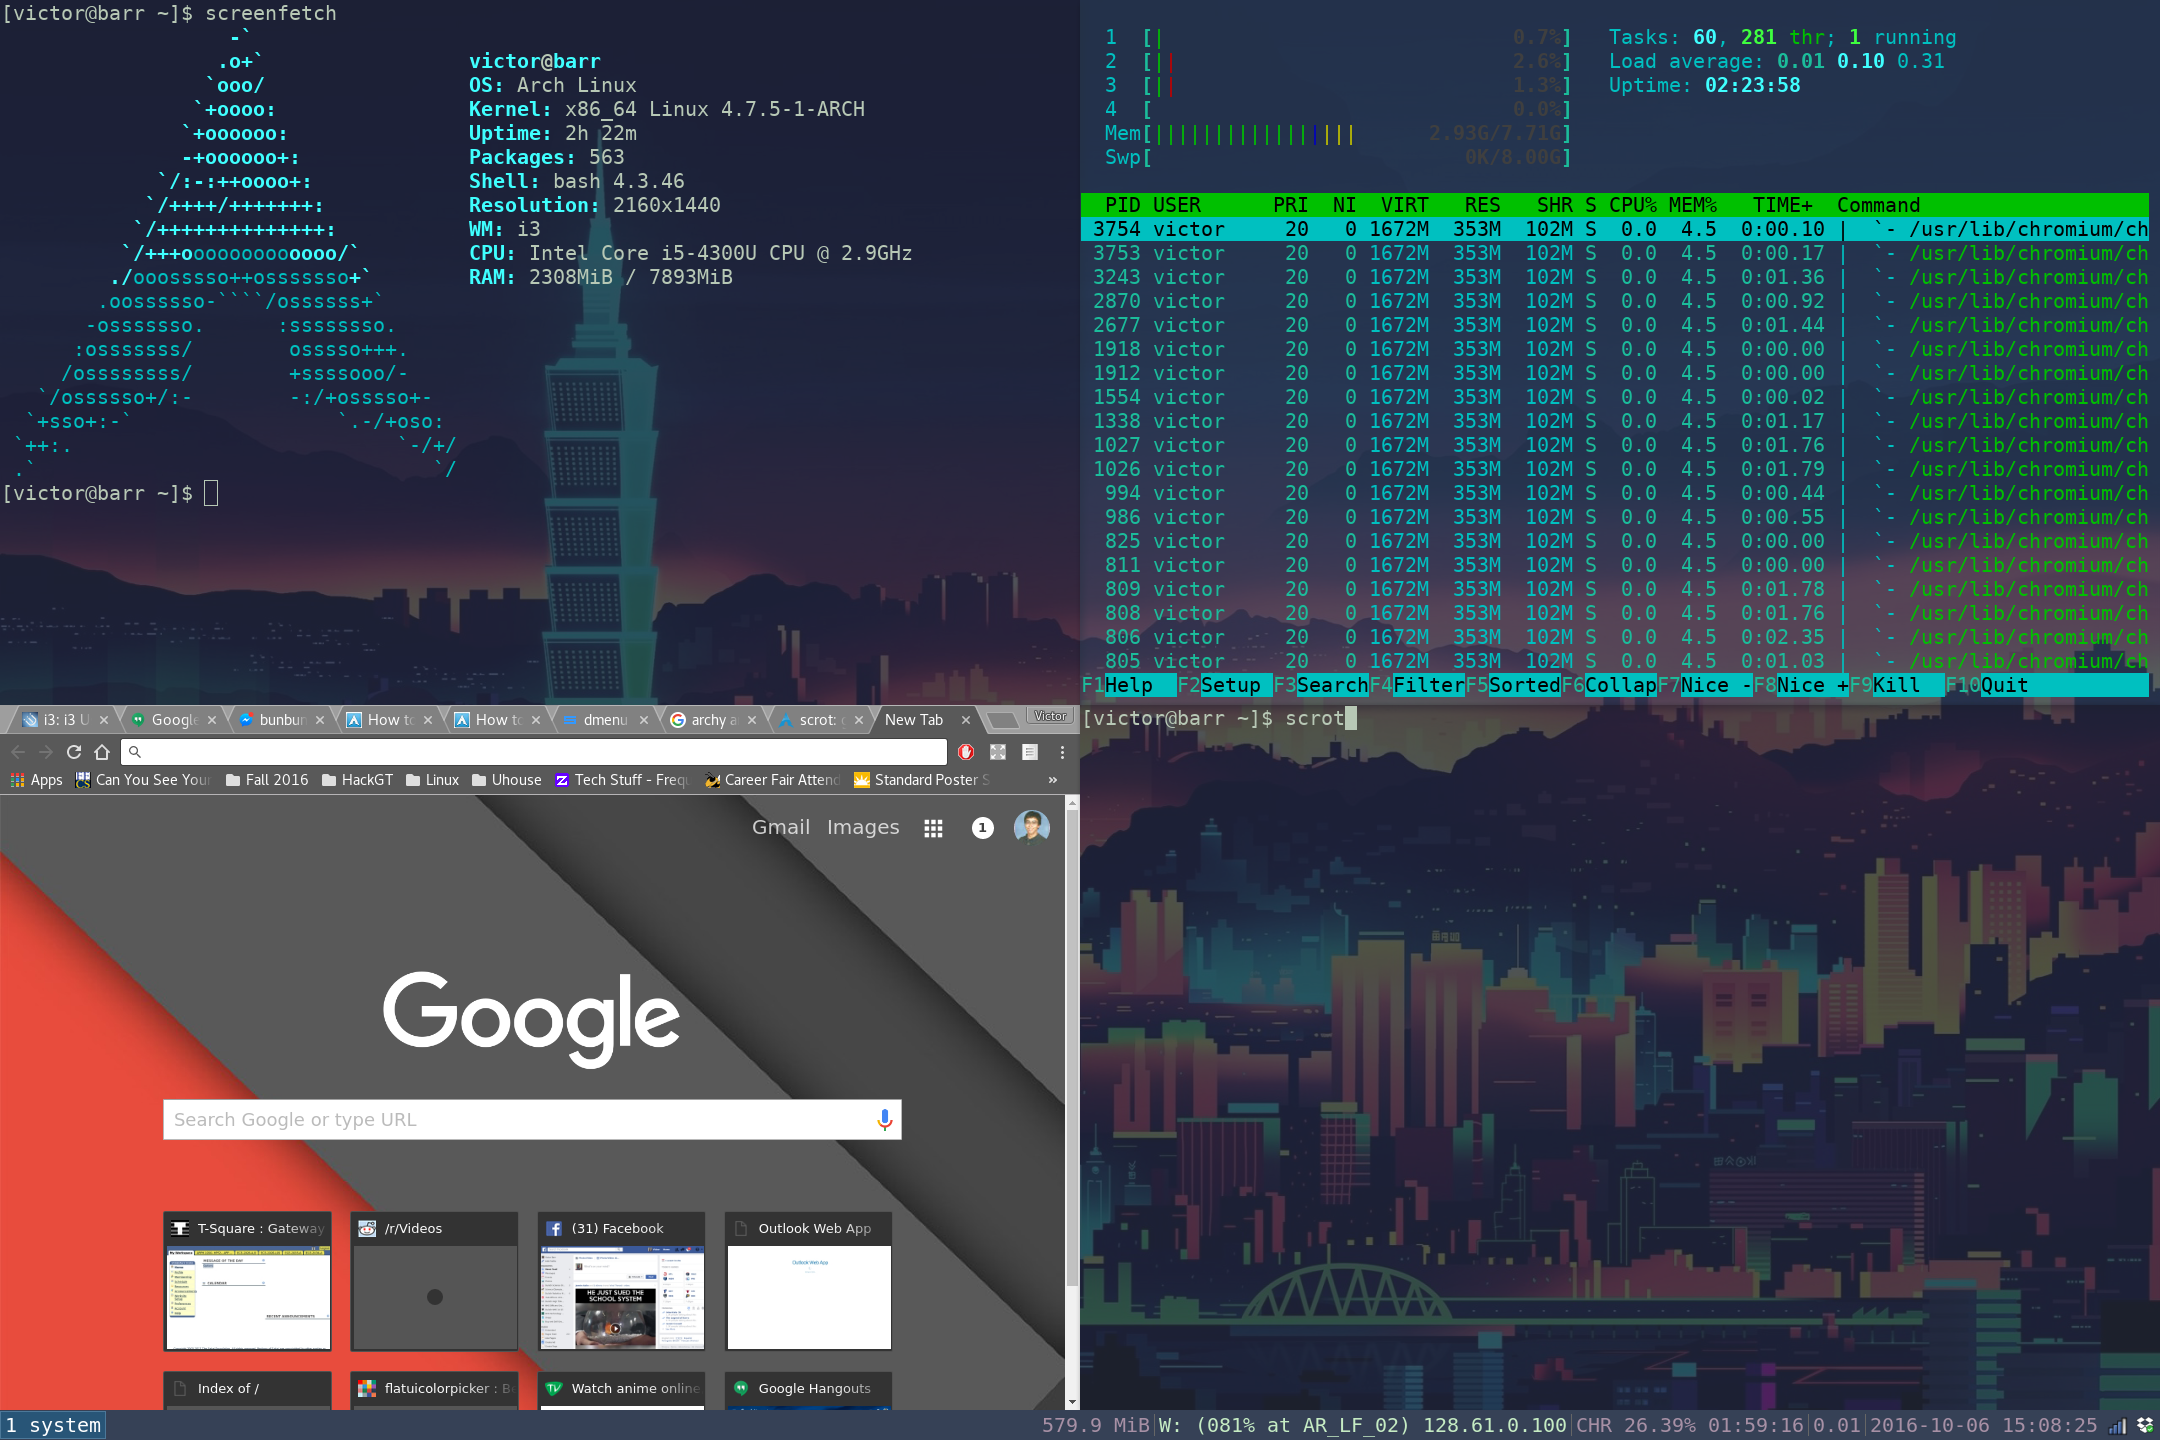 [victor@barr ~]$ screenfetch
victor@barr
OS: Arch Linux
Kernel: x86_64 Linux 4.7.5-1-ARCH
Uptime: 2h 22m
Packages: 563
Shell: bash 4.3.46
Resolution: 2160x1440
WM: i3
CPU: Intel Core i5-4300U CPU @ 2.9GHz
RAM: 2308MiB / 7893MiB
[victor@barr ~]$
1 [| 0.7%] Tasks: 60, 281 thr; 1 running
2 [|| 2.6%] Load average: 0.01 0.10 0.31
3 [|| 1.3%] Uptime: 02:23:58
4 [ 0.0%]
Mem[||||||||||||||||| 2.93G/7.71G]
Swp[ 0K/8.00G]
PID USER PRI NI VIRT RES SHR S CPU% MEM% TIME+ Command
3754 victor 20 0 1672M 353M 102M S 0.0 4.5 0:00.10 | `- /usr/lib/chromium/ch
3753 victor 20 0 1672M 353M 102M S 0.0 4.5 0:00.17 | `- /usr/lib/chromium/ch
3243 victor 20 0 1672M 353M 102M S 0.0 4.5 0:01.36 | `- /usr/lib/chromium/ch
2870 victor 20 0 1672M 353M 102M S 0.0 4.5 0:00.92 | `- /usr/lib/chromium/ch
2677 victor 20 0 1672M 353M 102M S 0.0 4.5 0:01.44 | `- /usr/lib/chromium/ch
1918 victor 20 0 1672M 353M 102M S 0.0 4.5 0:00.00 | `- /usr/lib/chromium/ch
1912 victor 20 0 1672M 353M 102M S 0.0 4.5 0:00.00 | `- /usr/lib/chromium/ch
1554 victor 20 0 1672M 353M 102M S 0.0 4.5 0:00.02 | `- /usr/lib/chromium/ch
1338 victor 20 0 1672M 353M 102M S 0.0 4.5 0:01.17 | `- /usr/lib/chromium/ch
1027 victor 20 0 1672M 353M 102M S 0.0 4.5 0:01.76 | `- /usr/lib/chromium/ch
1026 victor 20 0 1672M 353M 102M S 0.0 4.5 0:01.79 | `- /usr/lib/chromium/ch
994 victor 20 0 1672M 353M 102M S 0.0 4.5 0:00.44 | `- /usr/lib/chromium/ch
986 victor 20 0 1672M 353M 102M S 0.0 4.5 0:00.55 | `- /usr/lib/chromium/ch
825 victor 20 0 1672M 353M 102M S 0.0 4.5 0:00.00 | `- /usr/lib/chromium/ch
811 victor 20 0 1672M 353M 102M S 0.0 4.5 0:00.00 | `- /usr/lib/chromium/ch
809 victor 20 0 1672M 353M 102M S 0.0 4.5 0:01.78 | `- /usr/lib/chromium/ch
808 victor 20 0 1672M 353M 102M S 0.0 4.5 0:01.76 | `- /usr/lib/chromium/ch
806 victor 20 0 1672M 353M 102M S 0.0 4.5 0:02.35 | `- /usr/lib/chromium/ch
805 victor 20 0 1672M 353M 102M S 0.0 4.5 0:01.03 | `- /usr/lib/chromium/ch
F1Help F2Setup F3SearchF4FilterF5SortedF6CollapF7Nice -F8Nice +F9Kill F10Quit
i3: i3 U Google bunbun How to How to dmenu archy a scrot: New Tab Victor
Apps Can You See Your Fall 2016 HackGT Linux Uhouse Tech Stuff - Frequ Career Fair Attend Standard Poster S »
Gmail Images 1
Google
Search Google or type URL
T-Square : Gateway /r/Videos (31) Facebook Outlook Web App
MESSAGE OF THE DAY
CALENDAR
RECENT ANNOUNCEMENTS
HE JUST SUED THE
SCHOOL SYSTEM
Outlook Web App
Index of / flatuicolorpicker : Be Watch anime online Google Hangouts
[victor@barr ~]$ scrot
1 system 579.9 MiB W: (081% at AR_LF_02) 128.61.0.100 CHR 26.39% 01:59:16 0.01 2016-10-06 15:08:25